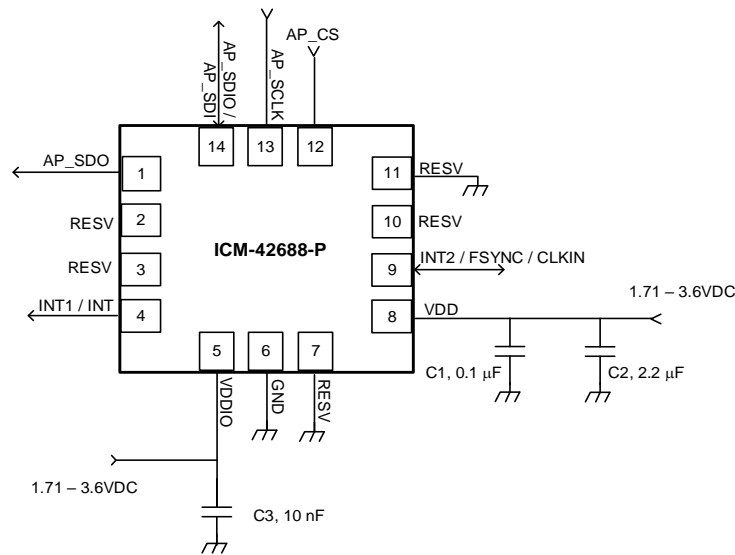 AP_SDIO /
AP_SDI
AP_SCLK
AP_CS
14
13
12
AP_SDO
1
11
RESV
RESV
2
10
RESV
ICM-42688-P
RESV
3
9
INT2 / FSYNC / CLKIN
INT1 / INT
4
8
VDD
1.71 – 3.6VDC
5
6
7
VDDIO
GND
RESV
C1, 0.1 μF
C2, 2.2 μF
1.71 – 3.6VDC
C3, 10 nF